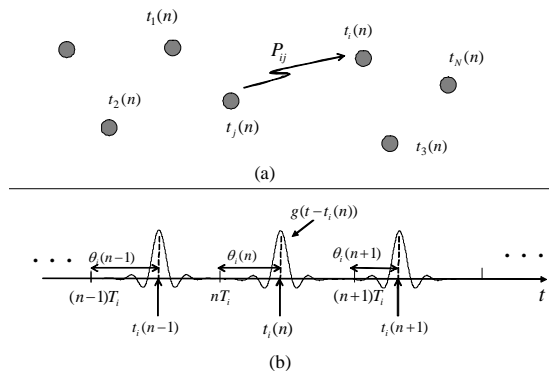 t_1(n)
t_i(n)
P_ij
t_N(n)
t_2(n)
t_j(n)
t_3(n)
(a)
g(t−t_i(n))
. . . θ_i(n−1) θ_i(n) θ_i(n+1) . . .
(n−1)T_i nT_i (n+1)T_i t
t_i(n−1) t_i(n) t_i(n+1)
(b)